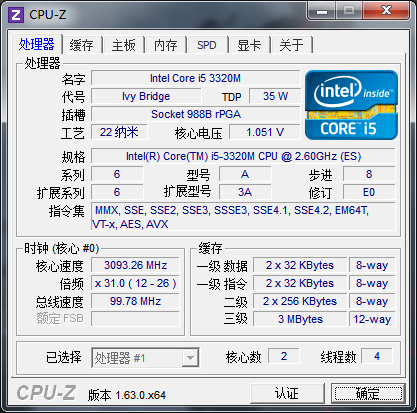 CPU-Z
处理器 缓存 主板 内存 SPD 显卡 关于
处理器
名字 Intel Core i5 3320M
代号 Ivy Bridge TDP 35 W
插槽 Socket 988B rPGA
工艺 22 纳米 核心电压 1.051 V
intel inside™
CORE™ i5
规格 Intel(R) Core(TM) i5-3320M CPU @ 2.60GHz (ES)
系列 6 型号 A 步进 8
扩展系列 6 扩展型号 3A 修订 E0
指令集 MMX, SSE, SSE2, SSE3, SSSE3, SSE4.1, SSE4.2, EM64T,
VT-x, AES, AVX
时钟 (核心 #0) 缓存
核心速度 3093.26 MHz 一级 数据 2 x 32 KBytes 8-way
倍频 x 31.0 ( 12 - 26 ) 一级 指令 2 x 32 KBytes 8-way
总线速度 99.78 MHz 二级 2 x 256 KBytes 8-way
额定 FSB 三级 3 MBytes 12-way
已选择 处理器 #1 核心数 2 线程数 4
CPU-Z 版本 1.63.0.x64 认证 确定